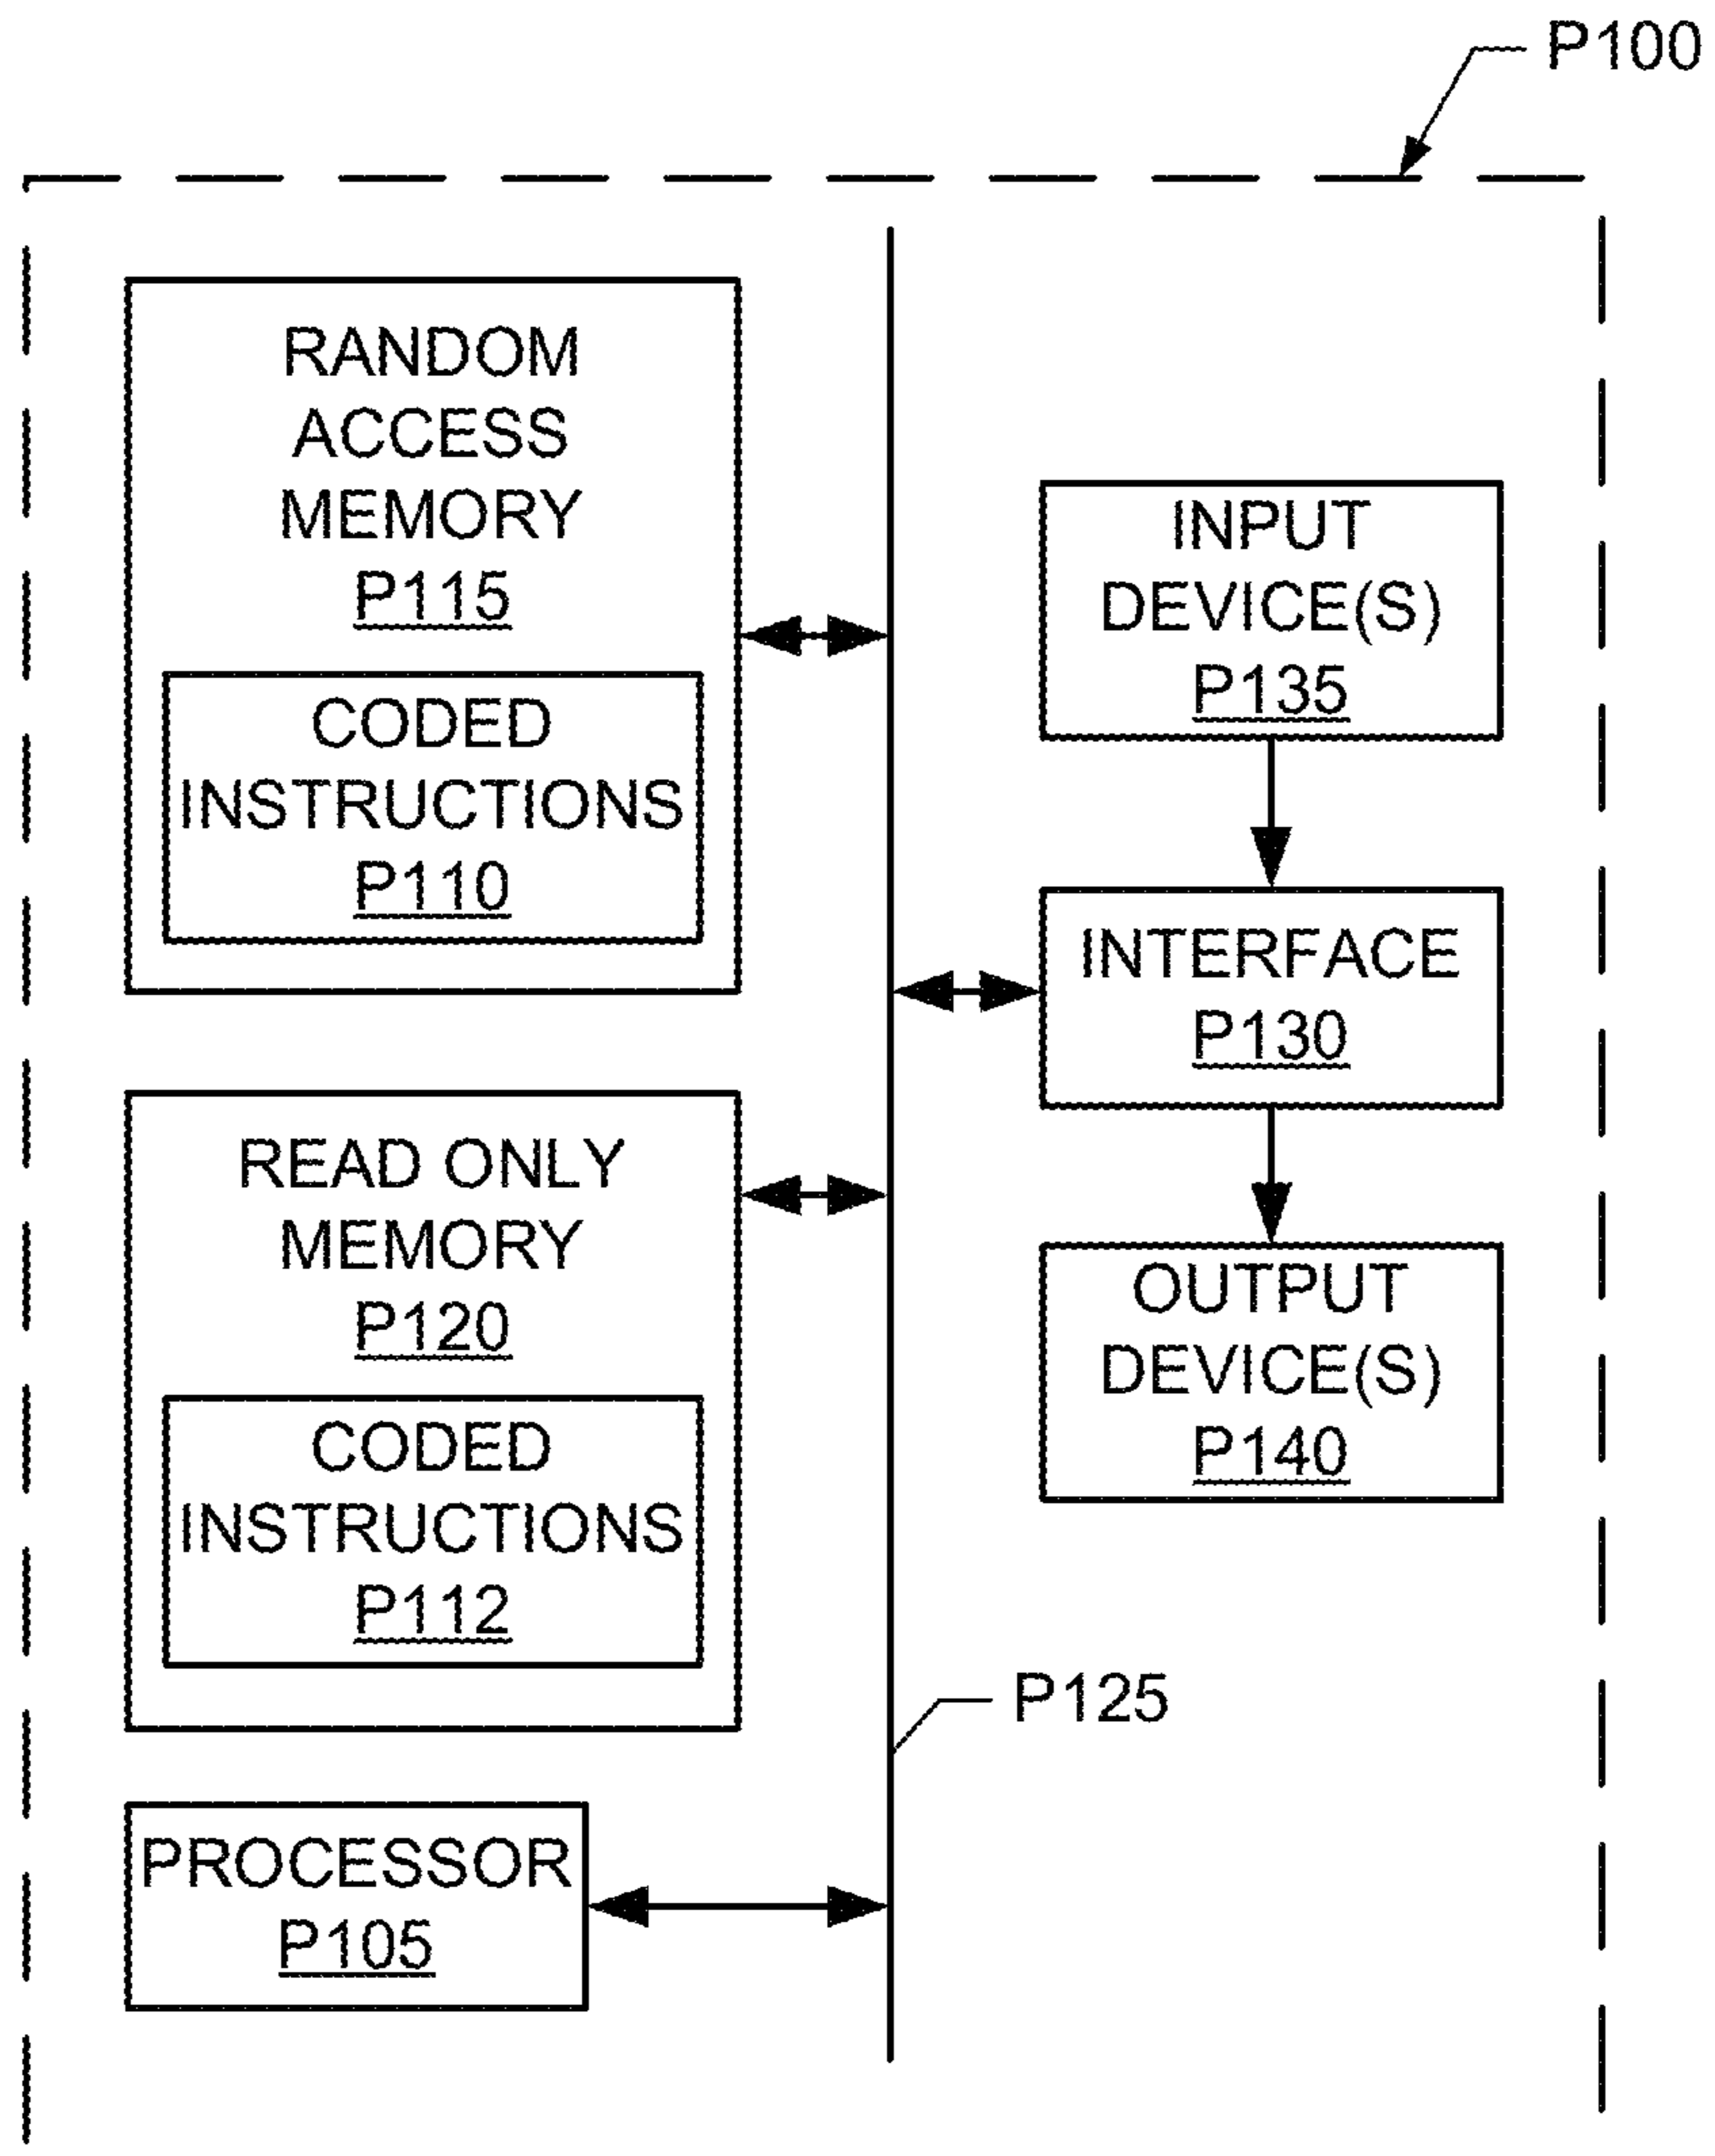 P100
RANDOM
ACCESS
MEMORY
P115
CODED
INSTRUCTIONS
P110
READ ONLY
MEMORY
P120
CODED
INSTRUCTIONS
P112
PROCESSOR
P105
INPUT
DEVICE(S)
P135
INTERFACE
P130
OUTPUT
DEVICE(S)
P140
P125